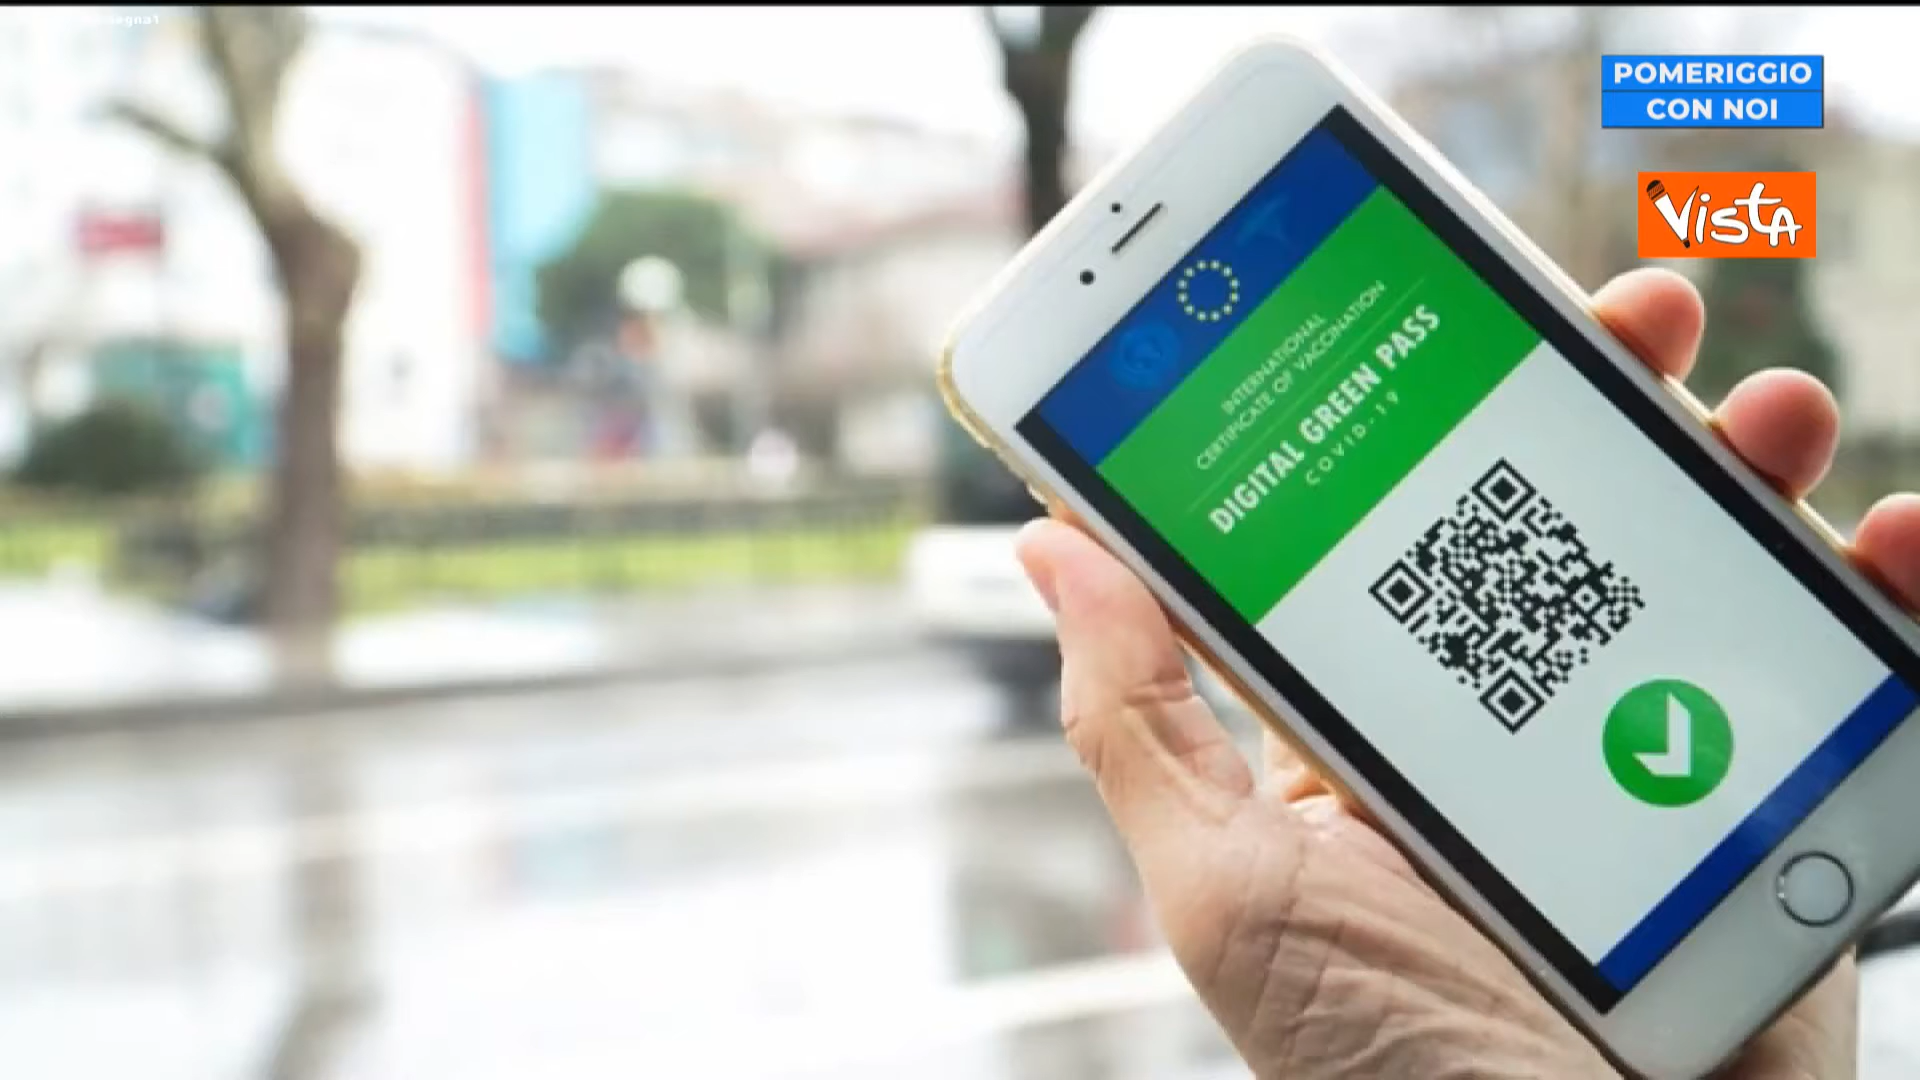 POMERIGGIO
CON NOI
VISTA
INTERNATIONAL
CERTIFICATE OF VACCINATION
DIGITAL GREEN PASS
COVID-19